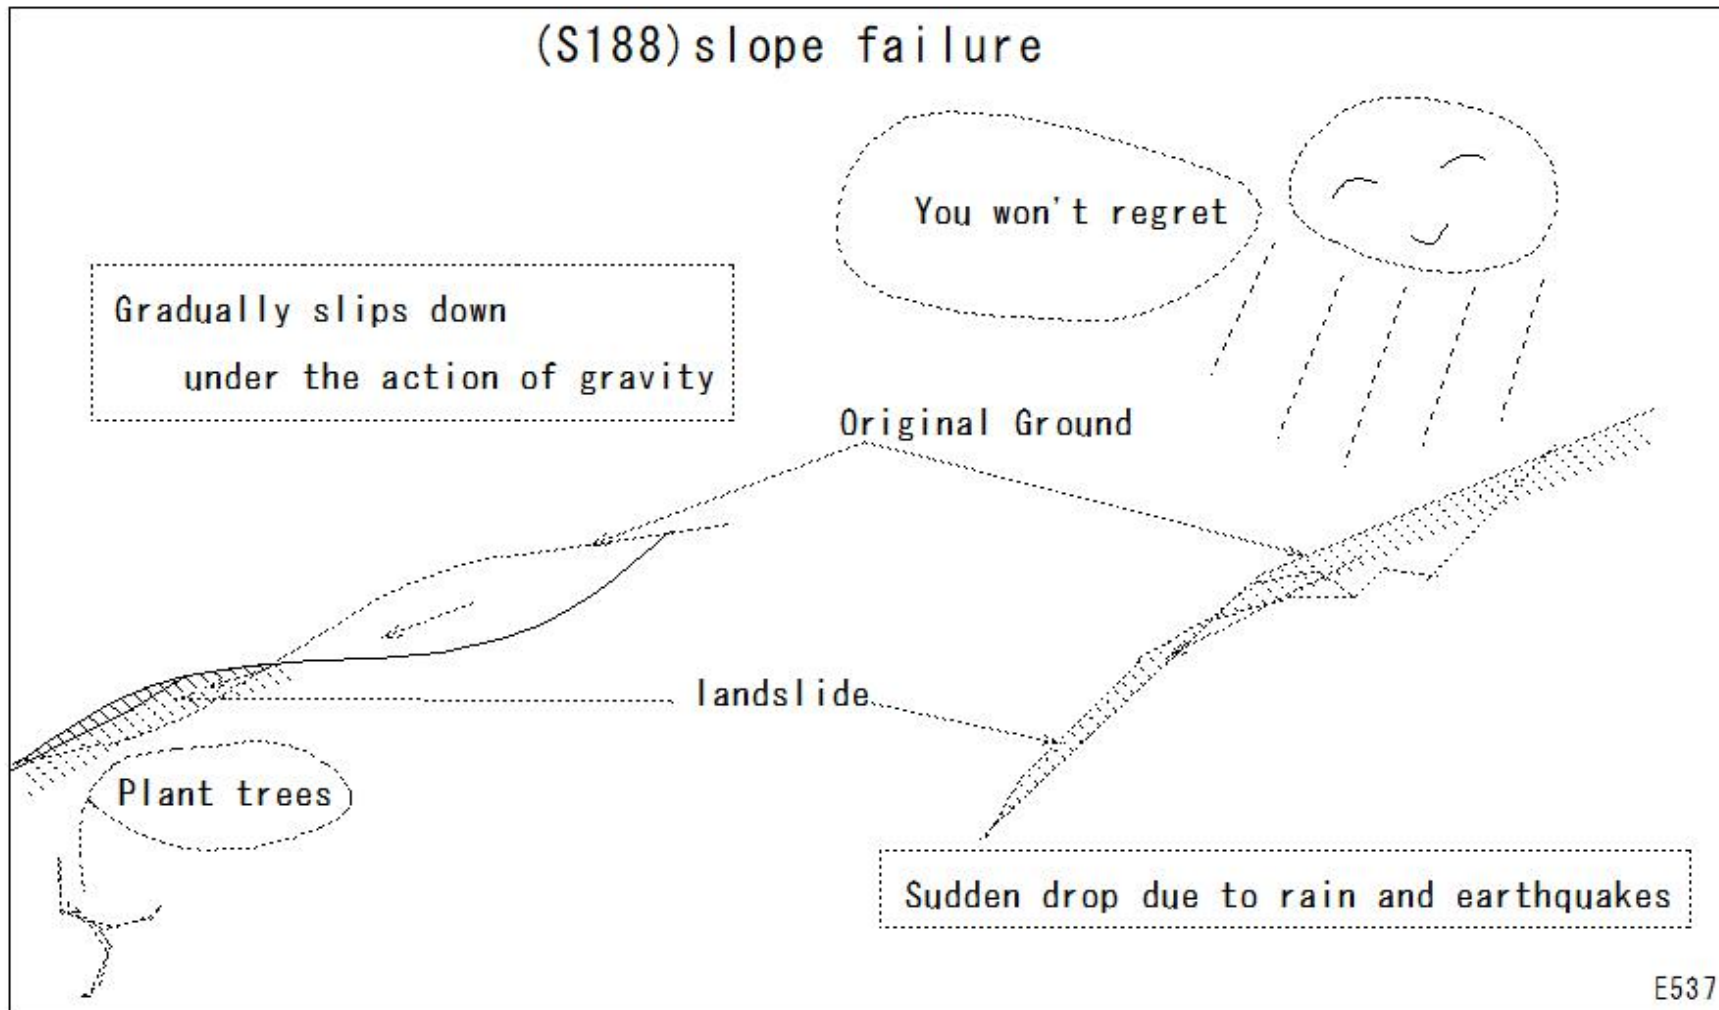 (S188)slope failure
You won't regret
Gradually slips down
under the action of gravity
Original Ground
landslide
Plant trees
Sudden drop due to rain and earthquakes
E537